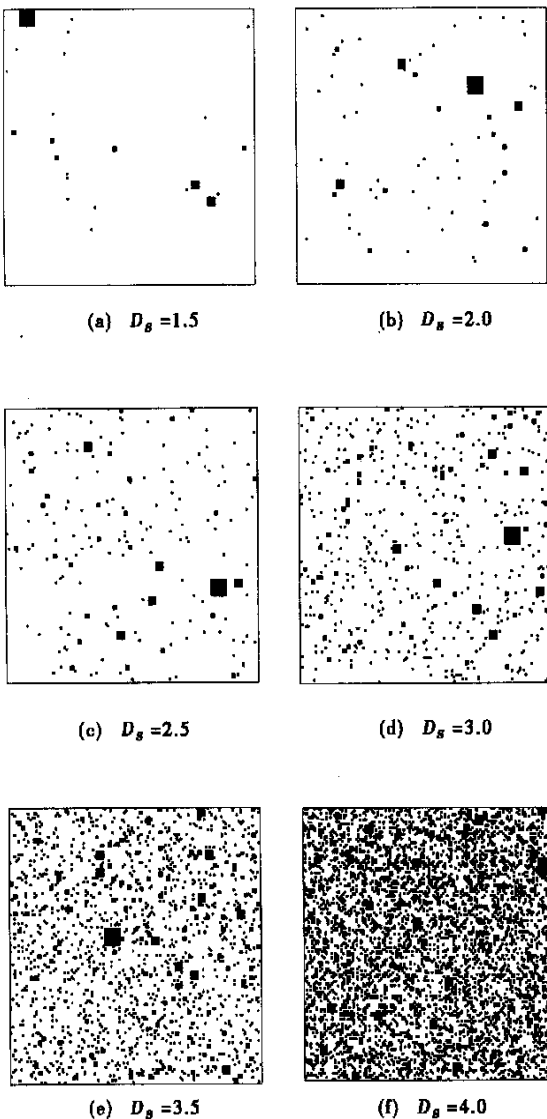 (a) D_s =1.5
(b) D_s =2.0
(c) D_s =2.5
(d) D_s =3.0
(e) D_s =3.5
(f) D_s =4.0